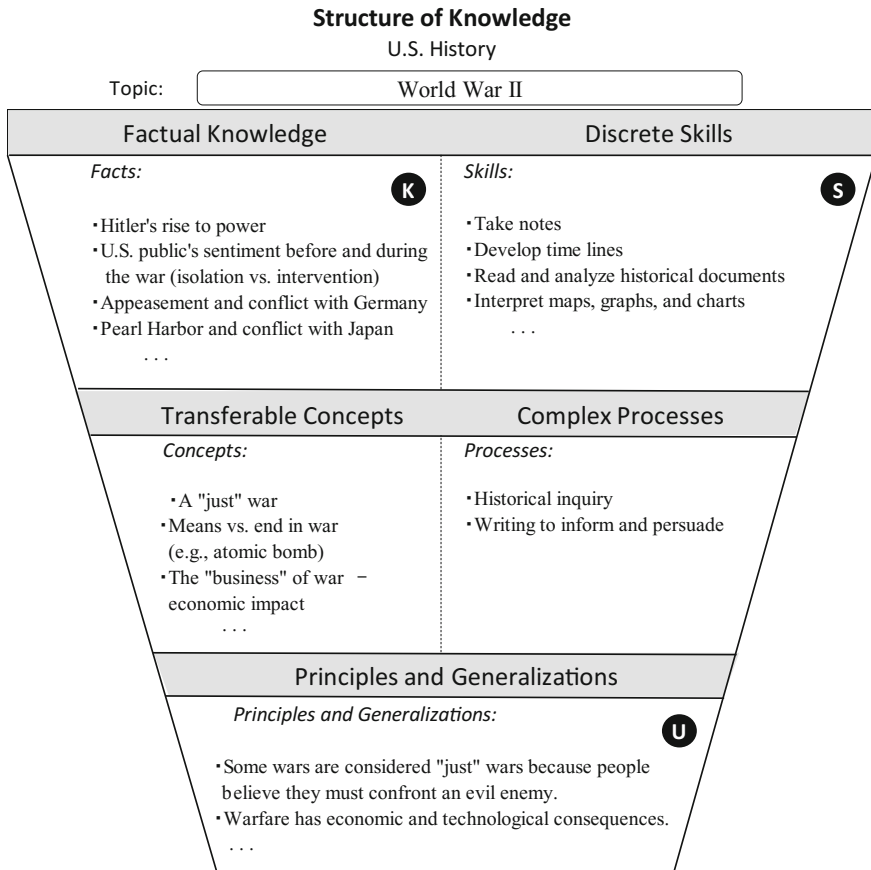 Structure of Knowledge
U.S. History
Topic: World War II
Factual Knowledge
Discrete Skills
Facts:
K
・Hitler's rise to power
・U.S. public's sentiment before and during
the war (isolation vs. intervention)
・Appeasement and conflict with Germany
・Pearl Harbor and conflict with Japan
. . .
Skills:
S
・Take notes
・Develop time lines
・Read and analyze historical documents
・Interpret maps, graphs, and charts
. . .
Transferable Concepts
Complex Processes
Concepts:
・A "just" war
・Means vs. end in war
(e.g., atomic bomb)
・The "business" of war –
economic impact
. . .
Processes:
・Historical inquiry
・Writing to inform and persuade
Principles and Generalizations
Principles and Generalizations:
U
・Some wars are considered "just" wars because people
believe they must confront an evil enemy.
・Warfare has economic and technological consequences.
. . .